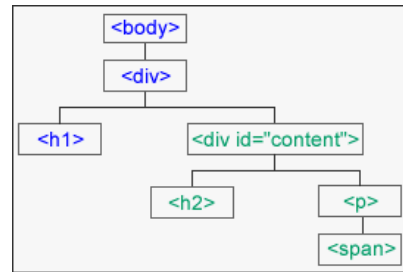 <body>
<div>
<h1> <div id="content">
<h2> <p>
<span>